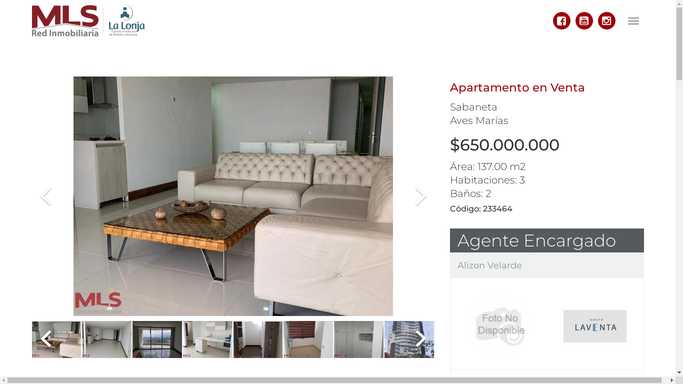 MLS
Red Inmobiliaria
La Lonja
Apartamento en Venta
Sabaneta
Aves Marías
$650.000.000
Área: 137.00 m2
Habitaciones: 3
Baños: 2
Código: 233464
Agente Encargado
Alizon Velarde
MLS
Foto No
Disponible
LAVENTA